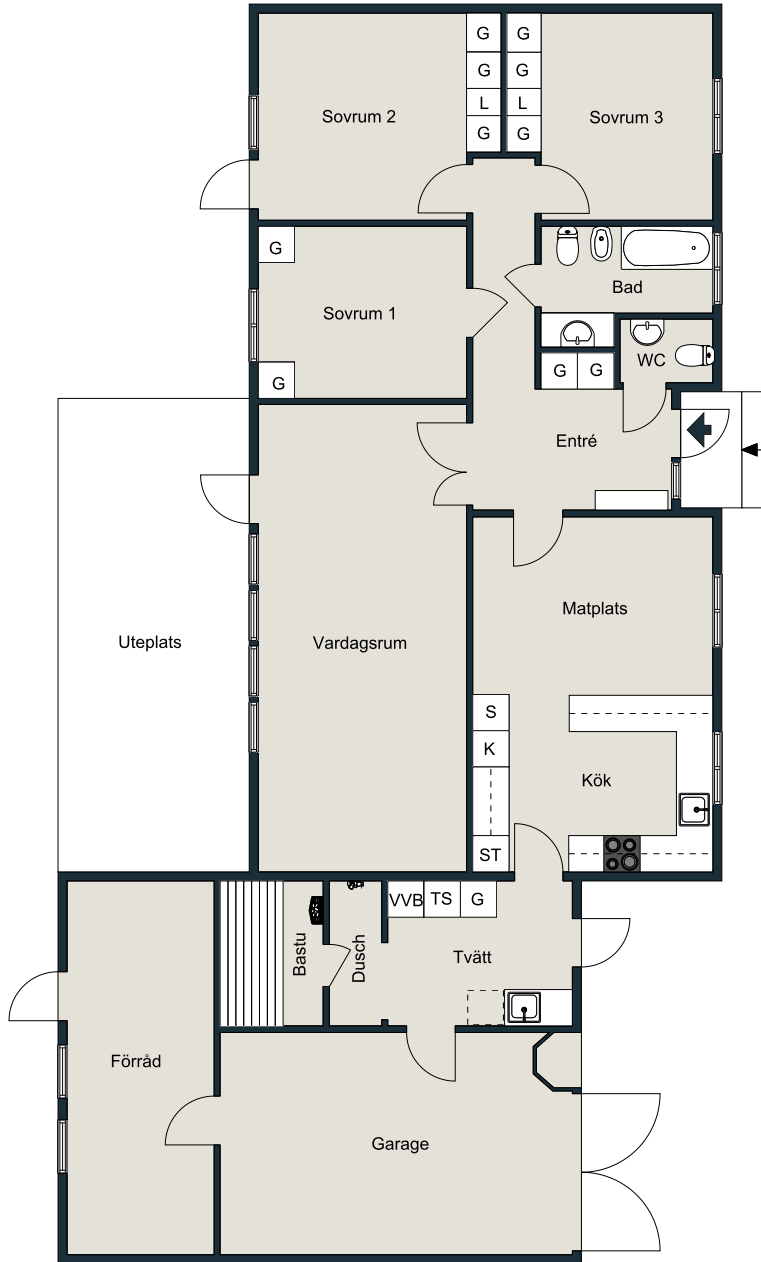 G G
G G
Sovrum 2 L L Sovrum 3
G G
G
Bad
Sovrum 1
WC
G G G
Entré
Matplats
Uteplats Vardagsrum
S
K
Kök
ST
VVB TS G
Bastu Dusch Tvätt
Förråd
Garage